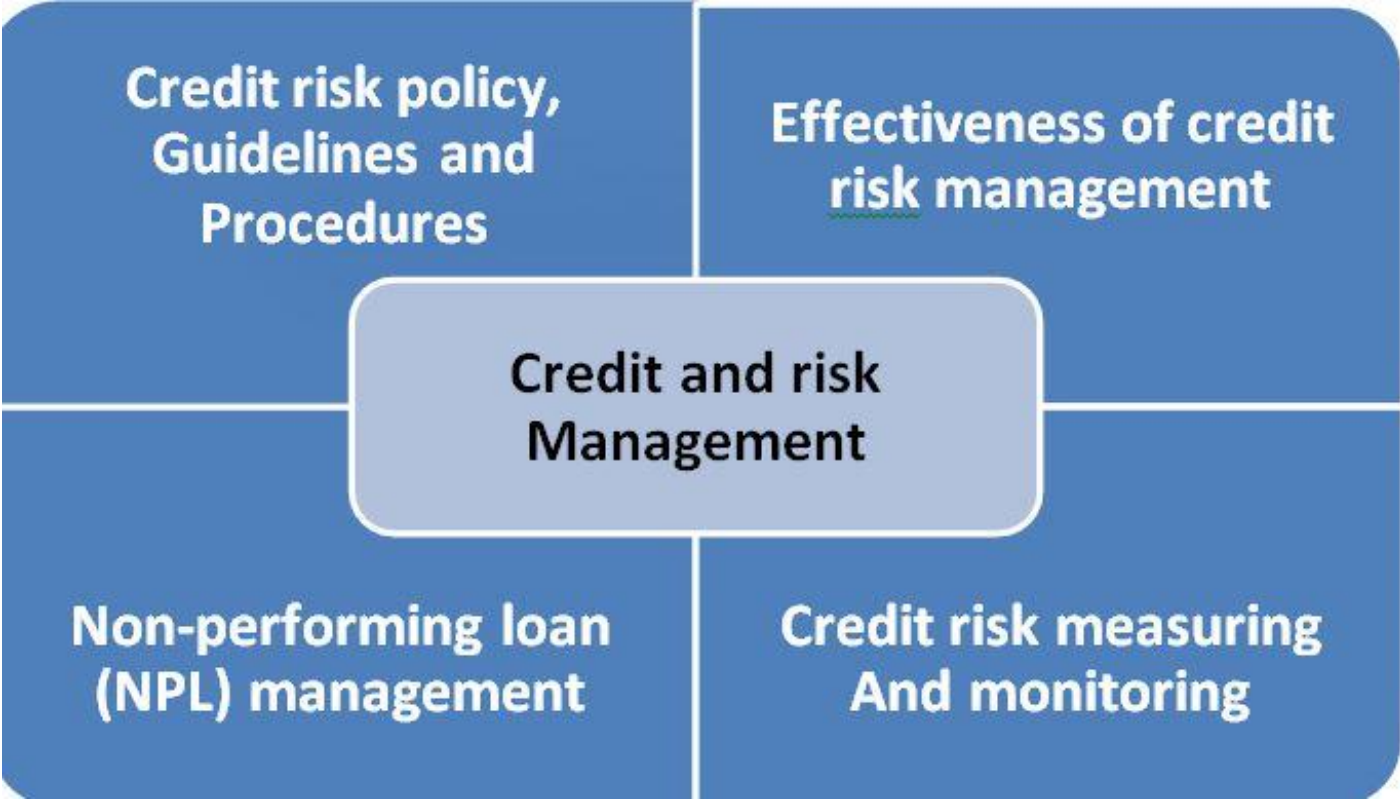 Credit risk policy,
Guidelines and
Procedures
Effectiveness of credit
risk management
Credit and risk
Management
Non-performing loan
(NPL) management
Credit risk measuring
And monitoring